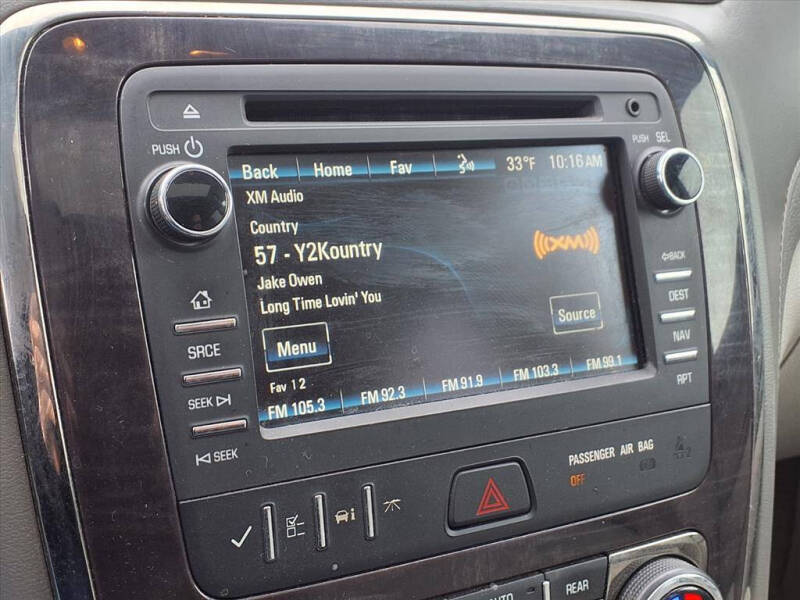 PUSH
PUSH SEL
Back Home Fav 33°F 10:16 AM
XM Audio
Country
57 - Y2Kountry
XM
Jake Owen
Long Time Lovin' You
Menu
Source
Fav 1 2
FM 105.3 FM 92.3 FM 91.9 FM 103.3 FM 99.1
SRCE
SEEK
SEEK
BACK
DEST
NAV
RPT
PASSENGER AIR BAG
OFF
AUTO
REAR